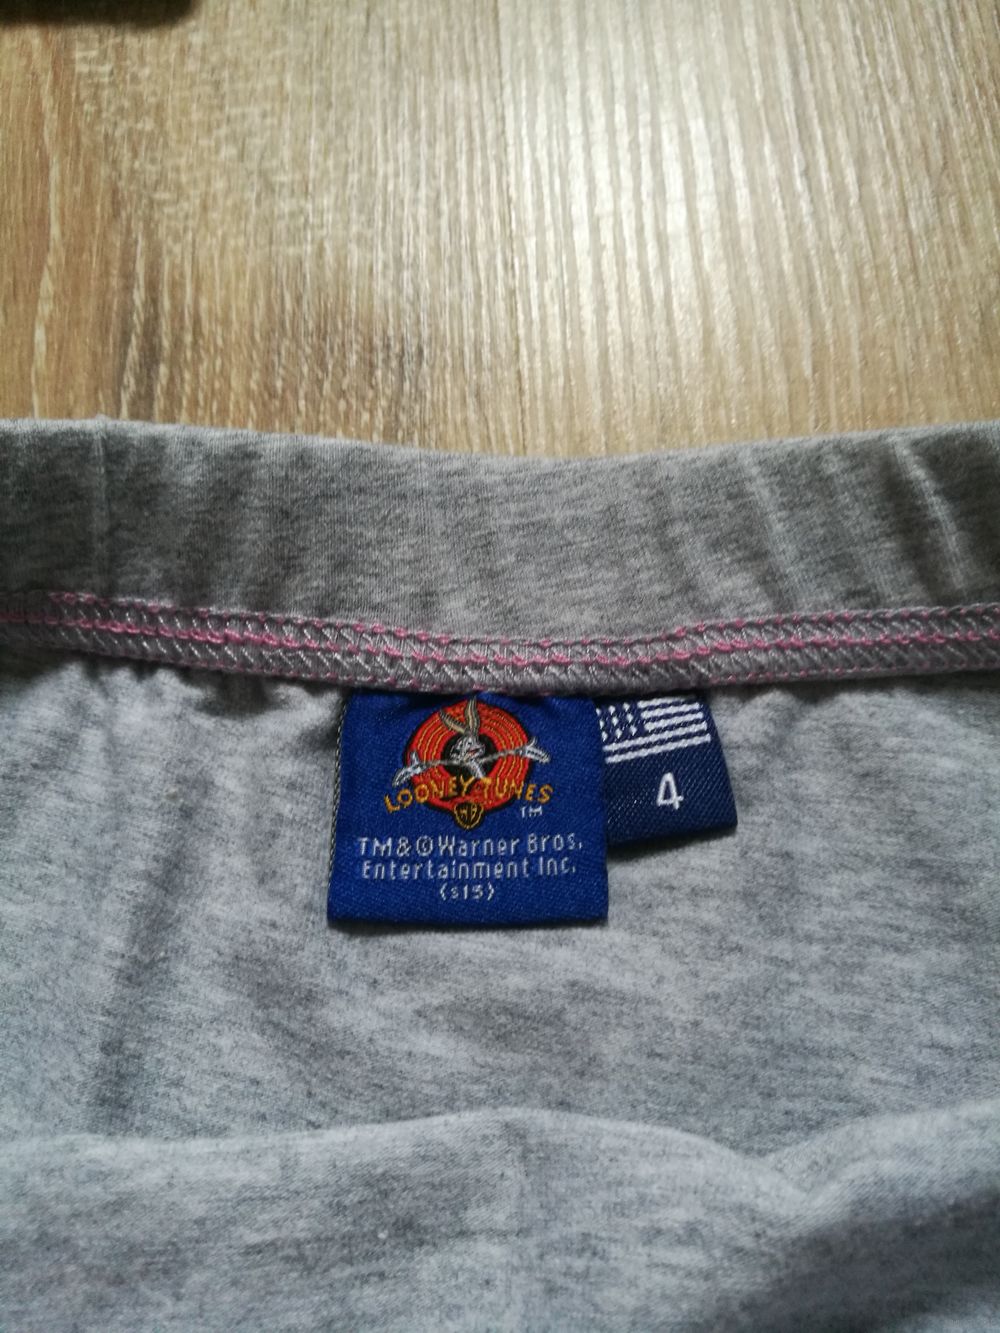 LOONEY TUNES
TM
WB
TM&©Warner Bros.
Entertainment Inc.
(s15)
4